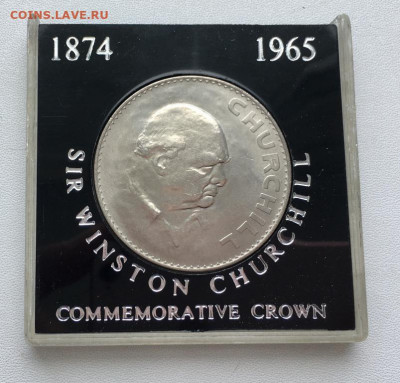 COINS.LAVE.RU
1874 1965
CHURCHILL
SIR WINSTON CHURCHILL
COMMEMORATIVE CROWN